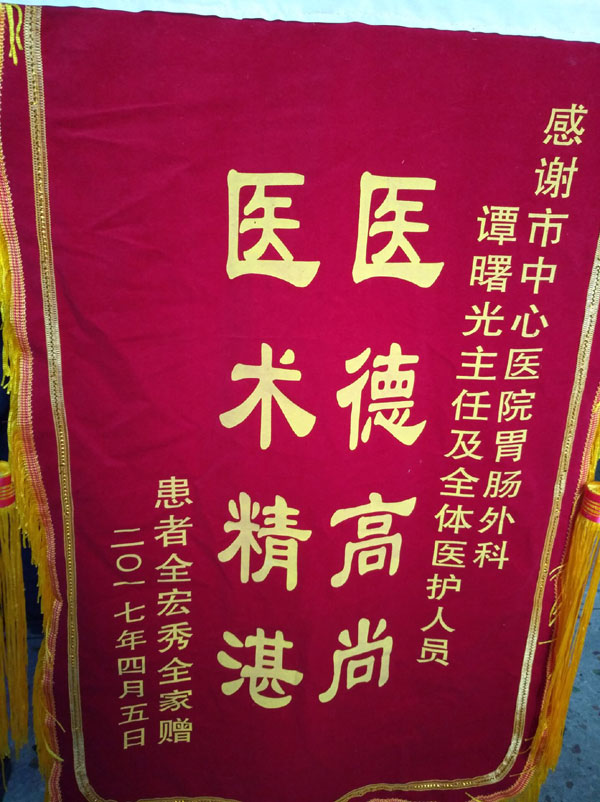 感谢市中心医院胃肠外科
谭曙光主任及全体医护人员
医德高尚
医术精湛
患者全宏秀全家赠
二〇一七年四月五日